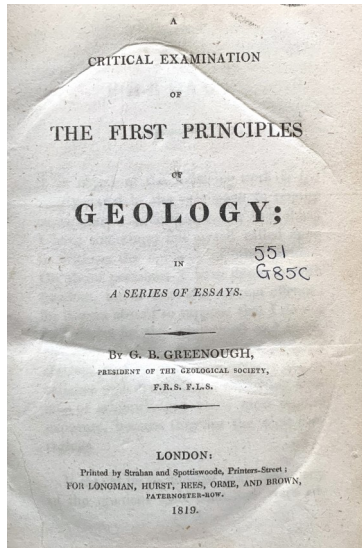 A
CRITICAL EXAMINATION
OF
THE FIRST PRINCIPLES
OF
GEOLOGY;
IN
551
G85C
A SERIES OF ESSAYS.
By G. B. GREENOUGH,
PRESIDENT OF THE GEOLOGICAL SOCIETY,
F.R.S. F.L.S.
LONDON:
Printed by Strahan and Spottiswoode, Printers-Street;
FOR LONGMAN, HURST, REES, ORME, AND BROWN,
PATERNOSTER-ROW.
1819.